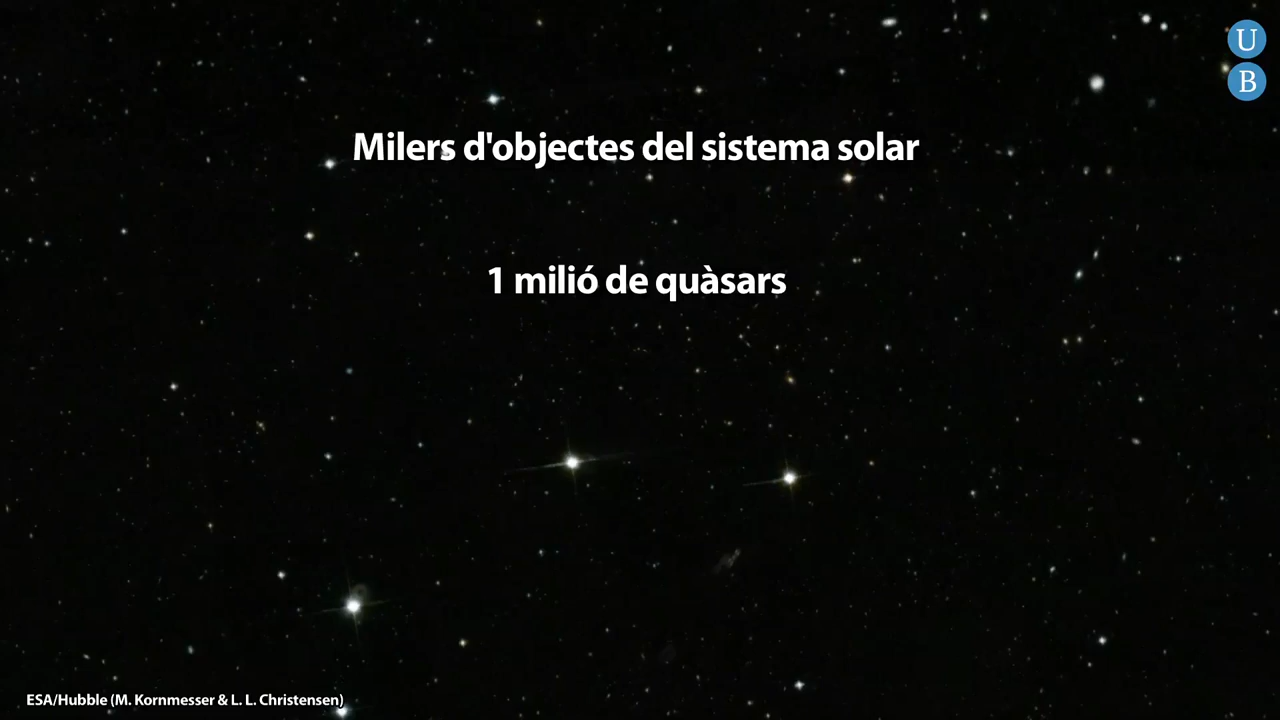 U
B
Milers d'objectes del sistema solar
1 milió de quàsars
ESA/Hubble (M. Kornmesser & L. L. Christensen)